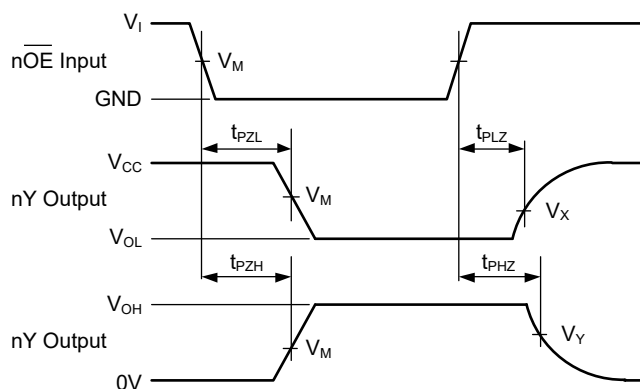 V_I
nO̅E̅ Input
V_M
GND
t_PZL
t_PLZ
V_CC
nY Output
V_M
V_X
V_OL
t_PZH
t_PHZ
V_OH
nY Output
V_M
V_Y
0V